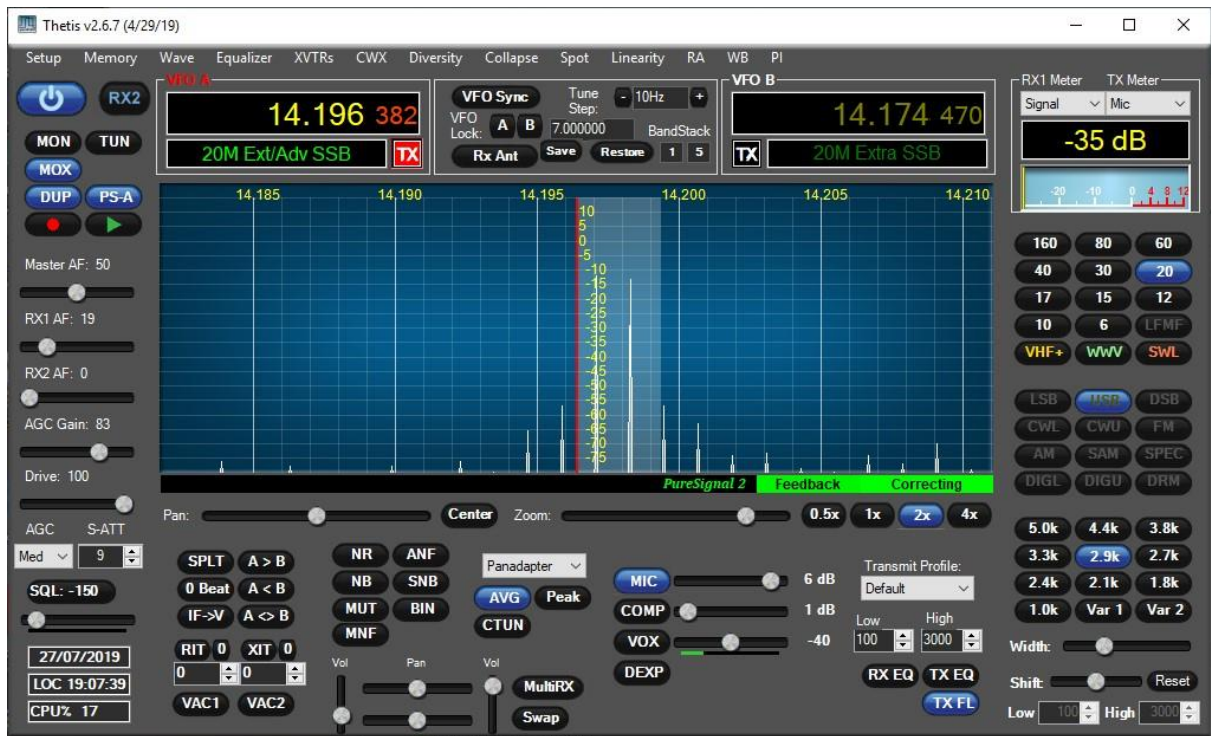 Thetis v2.6.7 (4/29/19)
Setup Memory Wave Equalizer XVTRs CWX Diversity Collapse Spot Linearity RA WB PI
RX2
MON TUN
MOX
DUP PS-A
Master AF: 50
RX1 AF: 19
RX2 AF: 0
AGC Gain: 83
Drive: 100
AGC S-ATT
Med 9
SQL: -150
27/07/2019
LOC 19:07:39
CPU% 17
VFO A
14.196 382
20M Ext/Adv SSB TX
VFO Sync Tune Step: - 10Hz +
VFO Lock: A B 7.000000 BandStack
Rx Ant Save Restore 1 5
VFO B
14.174 470
TX 20M Extra SSB
RX1 Meter TX Meter
Signal Mic
-35 dB
-20 -10 0 4 8 12
14.185 14.190 14.195 14.200 14.205 14.210
10
5
0
-5
-10
-15
-20
-25
-30
-35
-40
-45
-50
-55
-60
-65
-70
-75
PureSignal 2 Feedback Correcting
Pan: Center Zoom: 0.5x 1x 2x 4x
SPLT A > B
0 Beat A < B
IF->V A <> B
RIT 0 XIT 0
0 0
VAC1 VAC2
NR ANF
NB SNB
MUT BIN
MNF
Vol Pan Vol
MultiRX
Swap
Panadapter
AVG Peak
CTUN
MIC 6 dB
COMP 1 dB
VOX -40
DEXP
Transmit Profile:
Default
Low High
100 3000
RX EQ TX EQ
TX FL
160 80 60
40 30 20
17 15 12
10 6 LFMF
VHF+ WWV SWL
LSB USB DSB
CWL CWU FM
AM SAM SPEC
DIGL DIGU DRM
5.0k 4.4k 3.8k
3.3k 2.9k 2.7k
2.4k 2.1k 1.8k
1.0k Var 1 Var 2
Width:
Shift: Reset
Low 100 High 3000